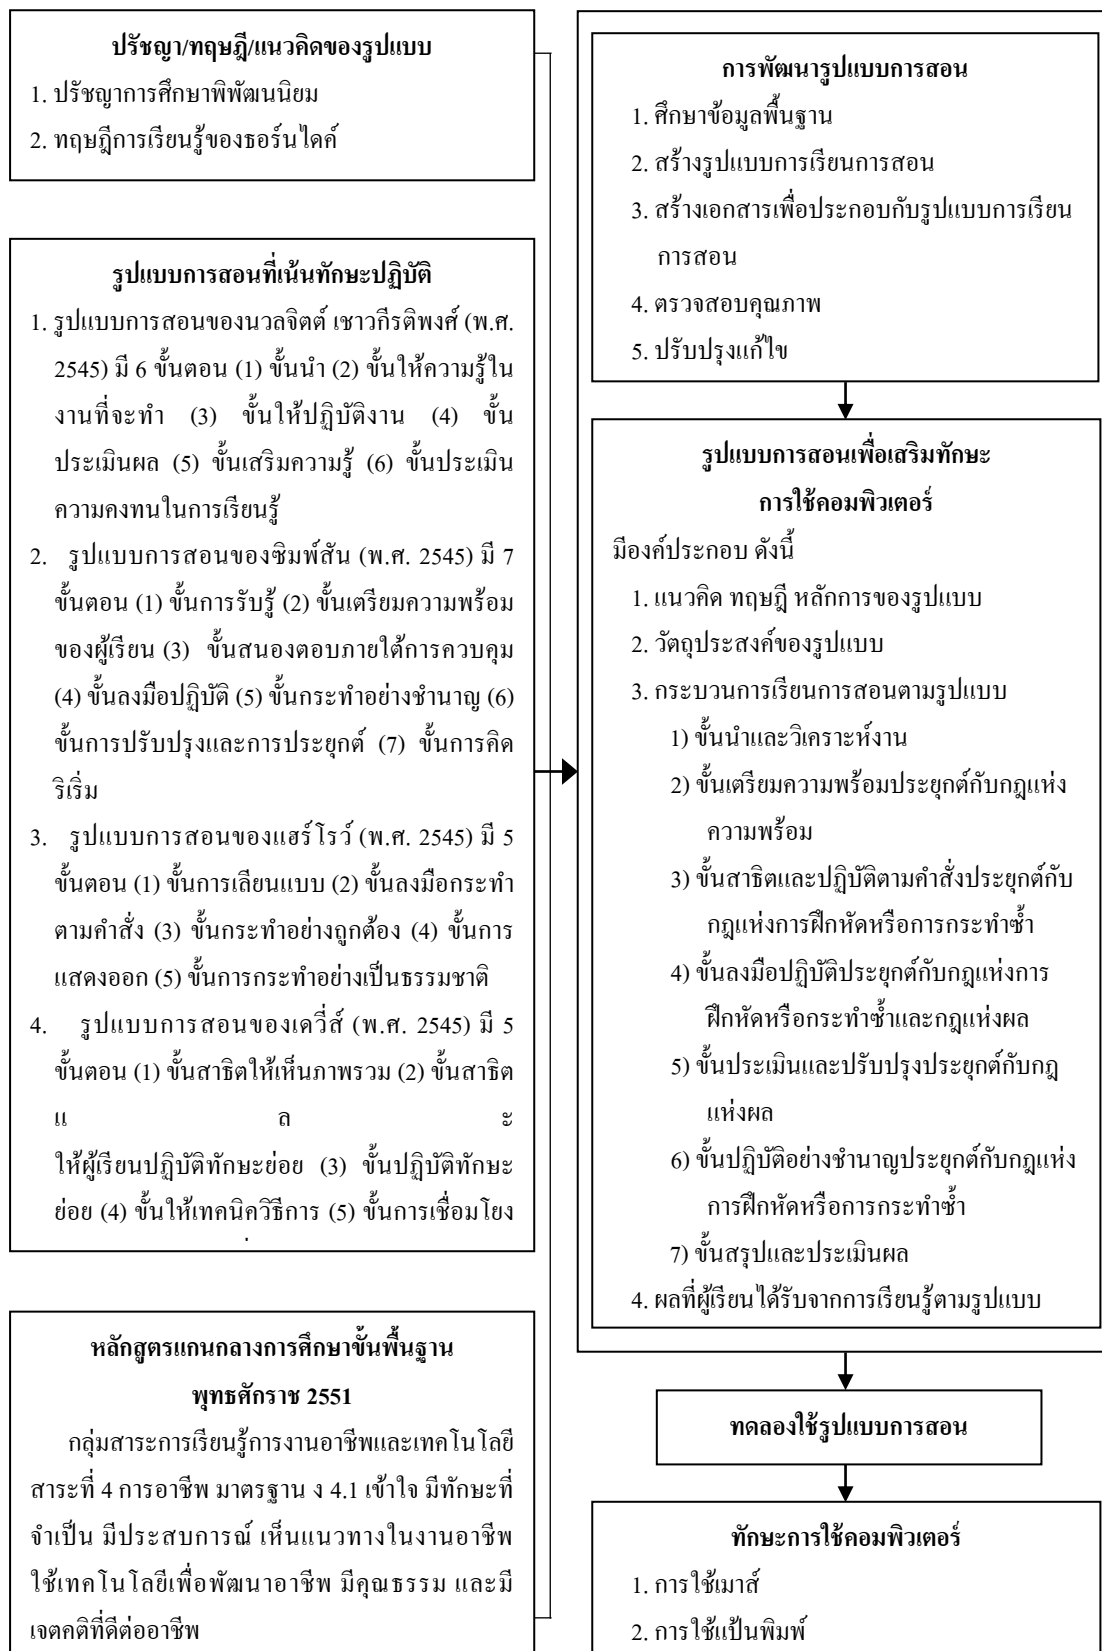 ปรัชญา/ทฤษฎี/แนวคิดของรูปแบบ
1. ปรัชญาการศึกษาพิพัฒนนิยม
2. ทฤษฎีการเรียนรู้ของธอร์นไดค์
รูปแบบการสอนที่เน้นทักษะปฏิบัติ
1. รูปแบบการสอนของนวลจิตต์ เชาวกีรติพงศ์ (พ.ศ.
2545) มี 6 ขั้นตอน (1) ขั้นนำ (2) ขั้นให้ความรู้ใน
งานที่จะทำ (3) ขั้นให้ปฏิบัติงาน (4) ขั้น
ประเมินผล (5) ขั้นเสริมความรู้ (6) ขั้นประเมิน
ความคงทนในการเรียนรู้
2. รูปแบบการสอนของซิมพ์สัน (พ.ศ. 2545) มี 7
ขั้นตอน (1) ขั้นการรับรู้ (2) ขั้นเตรียมความพร้อม
ของผู้เรียน (3) ขั้นสนองตอบภายใต้การควบคุม
(4) ขั้นลงมือปฏิบัติ (5) ขั้นกระทำอย่างชำนาญ (6)
ขั้นการปรับปรุงและการประยุกต์ (7) ขั้นการคิด
ริเริ่ม
3. รูปแบบการสอนของแฮร์โรว์ (พ.ศ. 2545) มี 5
ขั้นตอน (1) ขั้นการเลียนแบบ (2) ขั้นลงมือกระทำ
ตามคำสั่ง (3) ขั้นกระทำอย่างถูกต้อง (4) ขั้นการ
แสดงออก (5) ขั้นการกระทำอย่างเป็นธรรมชาติ
4. รูปแบบการสอนของเดวี่ส์ (พ.ศ. 2545) มี 5
ขั้นตอน (1) ขั้นสาธิตให้เห็นภาพรวม (2) ขั้นสาธิต
แ ล ะ
ให้ผู้เรียนปฏิบัติทักษะย่อย (3) ขั้นปฏิบัติทักษะ
ย่อย (4) ขั้นให้เทคนิควิธีการ (5) ขั้นการเชื่อมโยง
หลักสูตรแกนกลางการศึกษาขั้นพื้นฐาน
พุทธศักราช 2551
กลุ่มสาระการเรียนรู้การงานอาชีพและเทคโนโลยี
สาระที่ 4 การอาชีพ มาตรฐาน ง 4.1 เข้าใจ มีทักษะที่
จำเป็น มีประสบการณ์ เห็นแนวทางในงานอาชีพ
ใช้เทคโนโลยีเพื่อพัฒนาอาชีพ มีคุณธรรม และมี
เจตคติที่ดีต่ออาชีพ
การพัฒนารูปแบบการสอน
1. ศึกษาข้อมูลพื้นฐาน
2. สร้างรูปแบบการเรียนการสอน
3. สร้างเอกสารเพื่อประกอบกับรูปแบบการเรียน
การสอน
4. ตรวจสอบคุณภาพ
5. ปรับปรุงแก้ไข
รูปแบบการสอนเพื่อเสริมทักษะ
การใช้คอมพิวเตอร์
มีองค์ประกอบ ดังนี้
1. แนวคิด ทฤษฎี หลักการของรูปแบบ
2. วัตถุประสงค์ของรูปแบบ
3. กระบวนการเรียนการสอนตามรูปแบบ
1) ขั้นนำและวิเคราะห์งาน
2) ขั้นเตรียมความพร้อมประยุกต์กับกฎแห่ง
ความพร้อม
3) ขั้นสาธิตและปฏิบัติตามคำสั่งประยุกต์กับ
กฎแห่งการฝึกหัดหรือการกระทำซ้ำ
4) ขั้นลงมือปฏิบัติประยุกต์กับกฎแห่งการ
ฝึกหัดหรือกระทำซ้ำและกฎแห่งผล
5) ขั้นประเมินและปรับปรุงประยุกต์กับกฎ
แห่งผล
6) ขั้นปฏิบัติอย่างชำนาญประยุกต์กับกฎแห่ง
การฝึกหัดหรือการกระทำซ้ำ
7) ขั้นสรุปและประเมินผล
4. ผลที่ผู้เรียนได้รับจากการเรียนรู้ตามรูปแบบ
ทดลองใช้รูปแบบการสอน
ทักษะการใช้คอมพิวเตอร์
1. การใช้เมาส์
2. การใช้แป้นพิมพ์